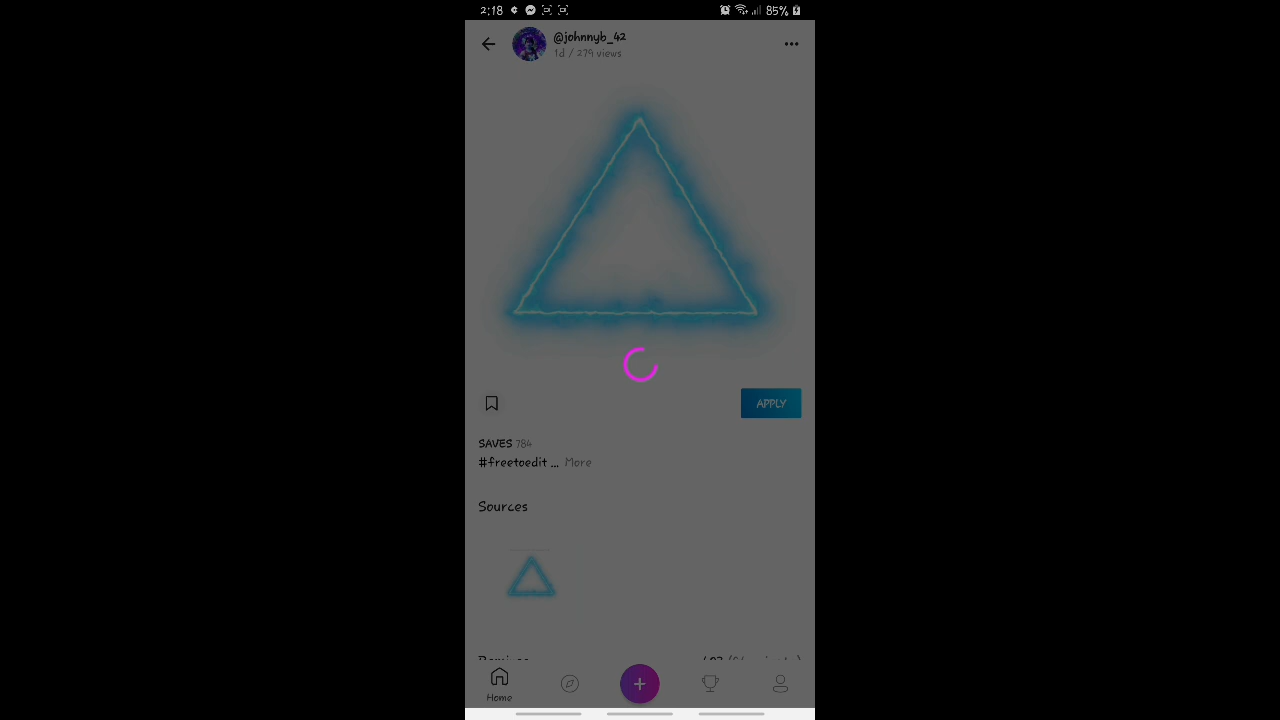 2:18
85%
@johnnyb_42
1d / 279 views
APPLY
SAVES 784
#freetoedit ... More
Sources
Home